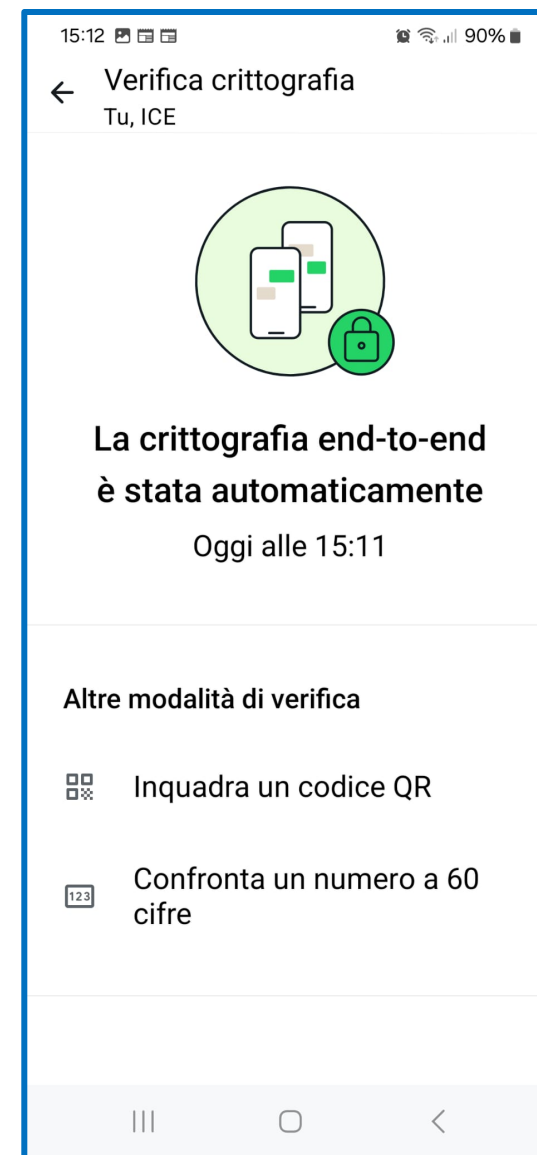 15:12 90%
Verifica crittografia
Tu, ICE
La crittografia end-to-end
è stata automaticamente
Oggi alle 15:11
Altre modalità di verifica
Inquadra un codice QR
123
Confronta un numero a 60
cifre